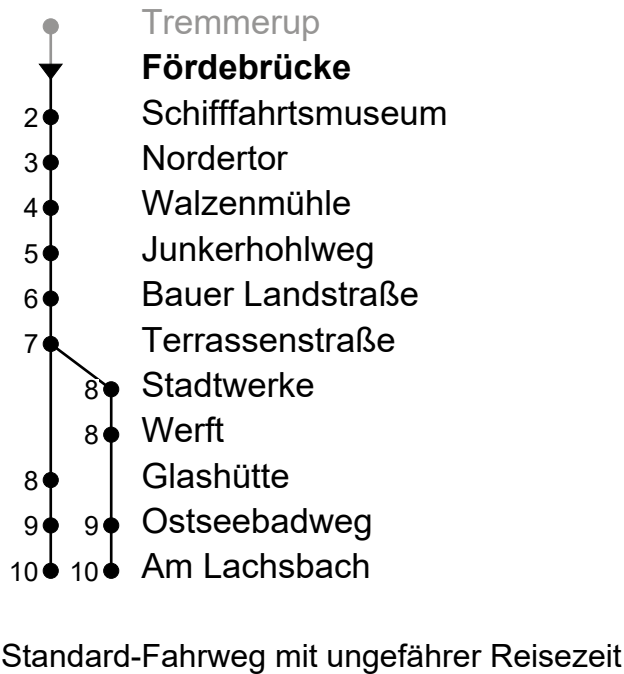 Tremmerup
Fördebrücke
2 Schifffahrtsmuseum
3 Nordertor
4 Walzenmühle
5 Junkerhohlweg
6 Bauer Landstraße
7 Terrassenstraße
8 Stadtwerke
8 Werft
8 Glashütte
9 9 Ostseebadweg
10 10 Am Lachsbach
Standard-Fahrweg mit ungefährer Reisezeit